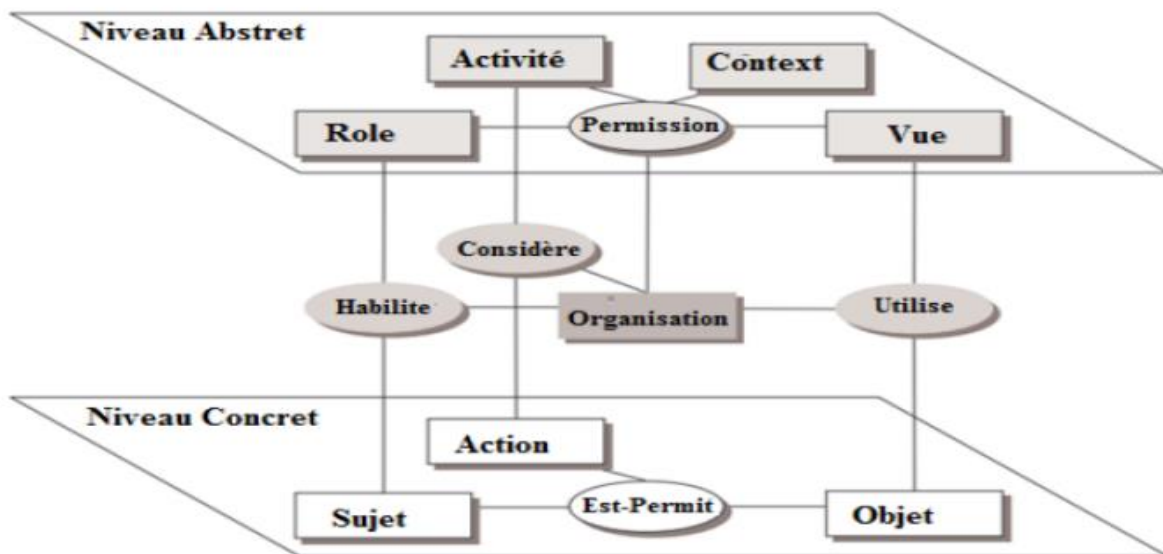 Niveau Abstret
Activité
Context
Role
Permission
Vue
Considère
Habilite
Organisation
Utilise
Niveau Concret
Action
Sujet
Est-Permit
Objet